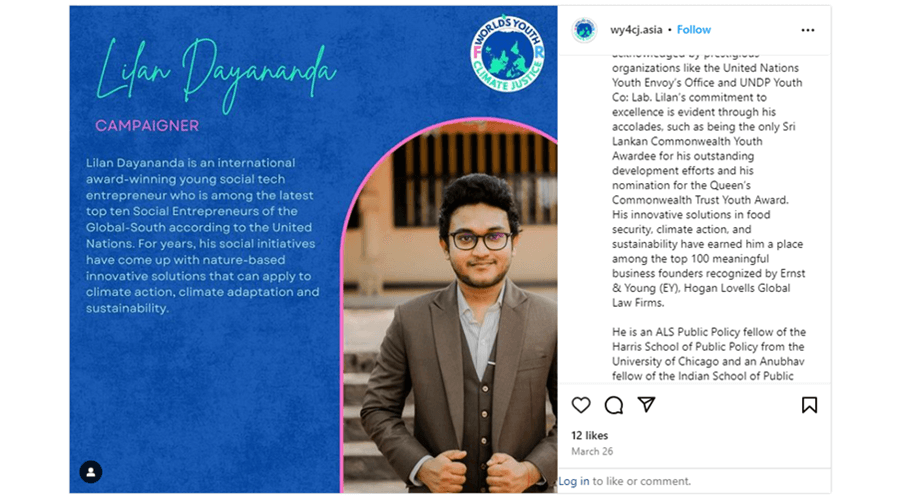 Lilan Dayananda
CAMPAIGNER
Lilan Dayananda is an international
award-winning young social tech
entrepreneur who is among the latest
top ten Social Entrepreneurs of the
Global-South according to the United
Nations. For years, his social initiatives
have come up with nature-based
innovative solutions that can apply to
climate action, climate adaptation and
sustainability.
WORLD'S YOUTH
FOR
CLIMATE JUSTICE
wy4cj.asia • Follow
acknowledged by prestigious
organizations like the United Nations
Youth Envoy's Office and UNDP Youth
Co: Lab. Lilan's commitment to
excellence is evident through his
accolades, such as being the only Sri
Lankan Commonwealth Youth
Awardee for his outstanding
development efforts and his
nomination for the Queen's
Commonwealth Trust Youth Award.
His innovative solutions in food
security, climate action, and
sustainability have earned him a place
among the top 100 meaningful
business founders recognized by Ernst
& Young (EY), Hogan Lovells Global
Law Firms.
He is an ALS Public Policy fellow of the
Harris School of Public Policy from the
University of Chicago and an Anubhav
fellow of the Indian School of Public
12 likes
March 26
Log in to like or comment.